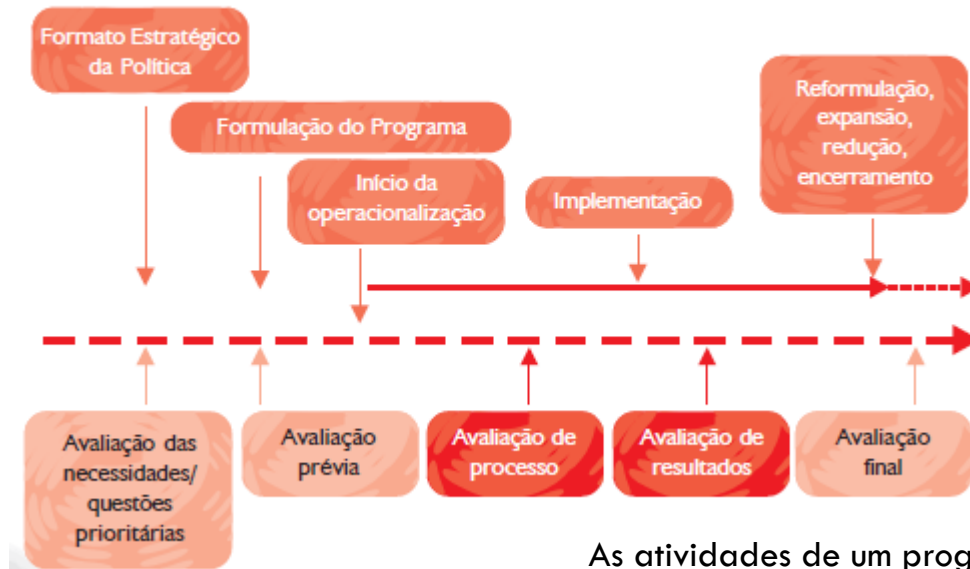 Formato Estratégico
da Política
Formulação do Programa
Início da
operacionalização
Implementação
Reformulação,
expansão,
redução,
encerramento
Avaliação das
necessidades/
questões
prioritárias
Avaliação
prévia
Avaliação de
processo
Avaliação de
resultados
Avaliação
final
As atividades de um prog